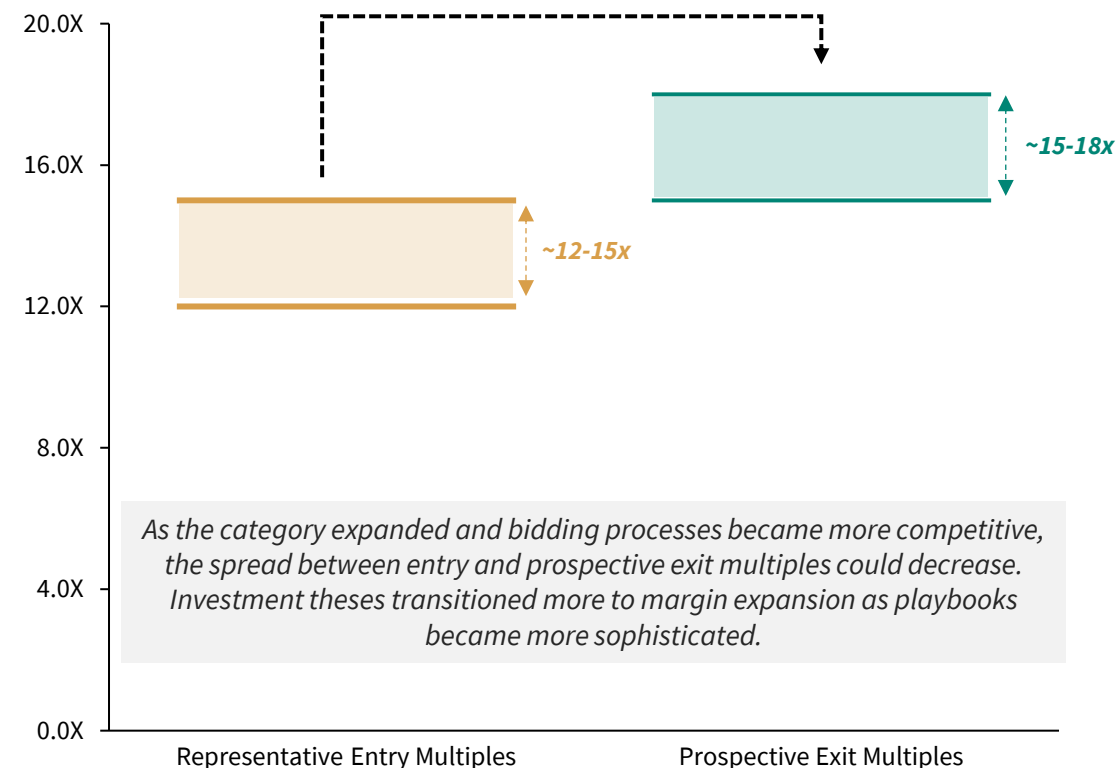 20.0X
16.0X
~15-18x
~12-15x
12.0X
8.0X
As the category expanded and bidding processes became more competitive,
the spread between entry and prospective exit multiples could decrease.
Investment theses transitioned more to margin expansion as playbooks
became more sophisticated.
4.0X
0.0X
Representative Entry Multiples
Prospective Exit Multiples